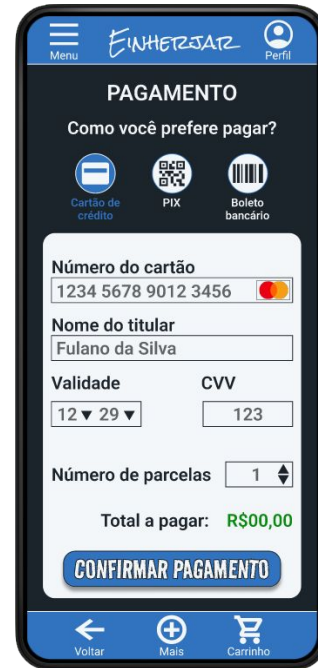 EINHERJAR
Menu
Perfil
PAGAMENTO
Como você prefere pagar?
Cartão de crédito
PIX
Boleto bancário
Número do cartão
1234 5678 9012 3456
Nome do titular
Fulano da Silva
Validade CVV
12 ▼ 29 ▼ 123
Número de parcelas 1
Total a pagar: R$00,00
CONFIRMAR PAGAMENTO
Voltar Mais Carrinho